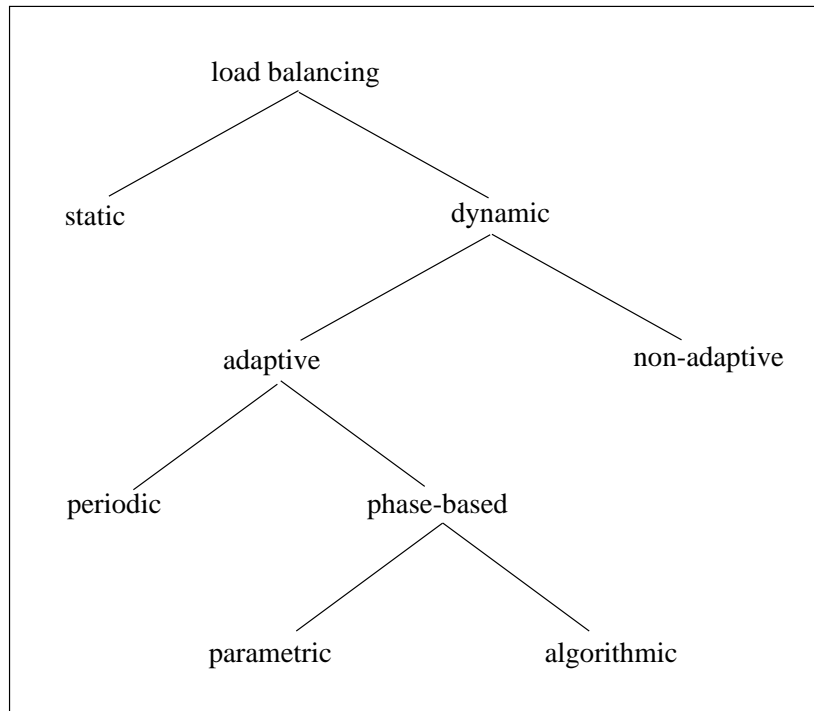 load balancing
static
dynamic
adaptive
non-adaptive
periodic
phase-based
parametric
algorithmic